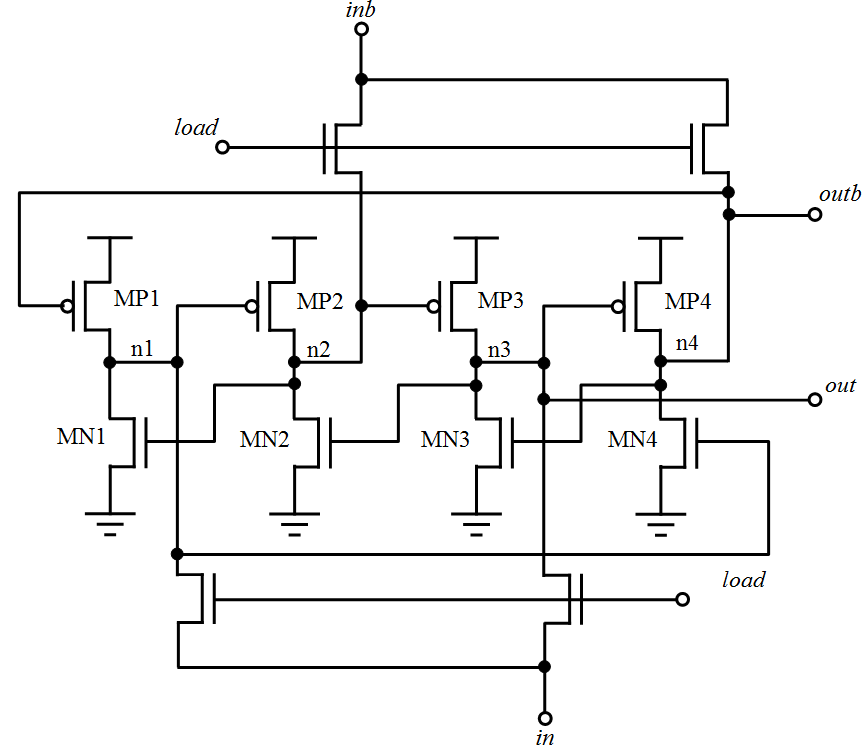 inb
load
outb
MP1
MP2
MP3
MP4
n1
n2
n3
n4
out
MN1
MN2
MN3
MN4
load
in